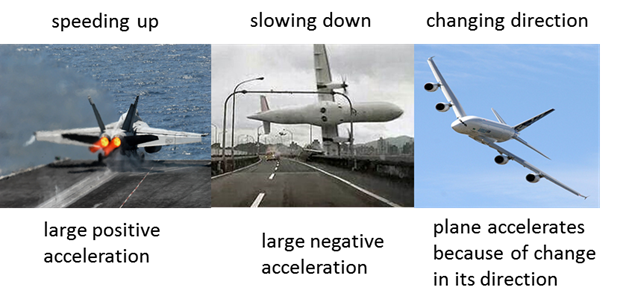 speeding up
slowing down
changing direction
large positive
acceleration
large negative
acceleration
plane accelerates
because of change
in its direction